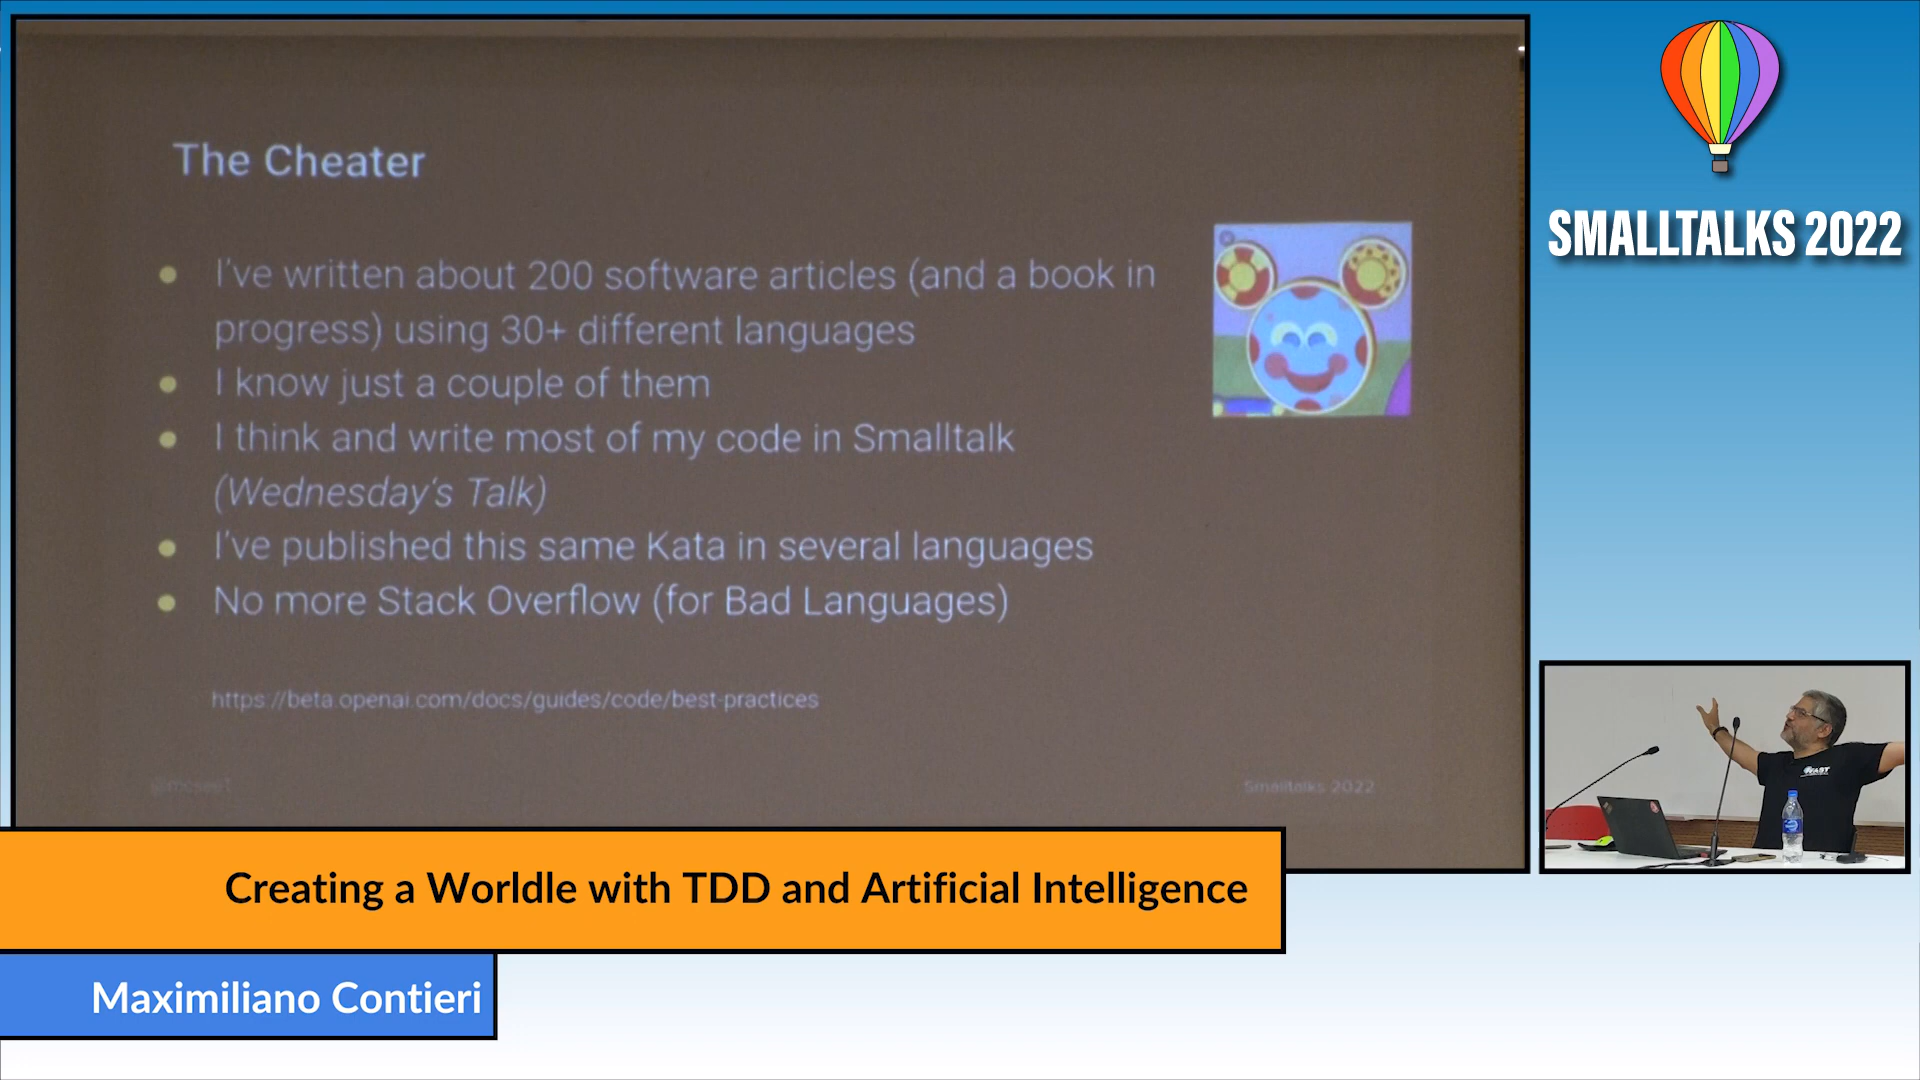 The Cheater
I've written about 200 software articles (and a book in
progress) using 30+ different languages
I know just a couple of them
I think and write most of my code in Smalltalk
(Wednesday's Talk)
I've published this same Kata in several languages
No more Stack Overflow (for Bad Languages)
https://beta.openai.com/docs/guides/code/best-practices
@mcsee1
Smalltalks 2022
SMALLTALKS 2022
FAST
Creating a Worldle with TDD and Artificial Intelligence
Maximiliano Contieri